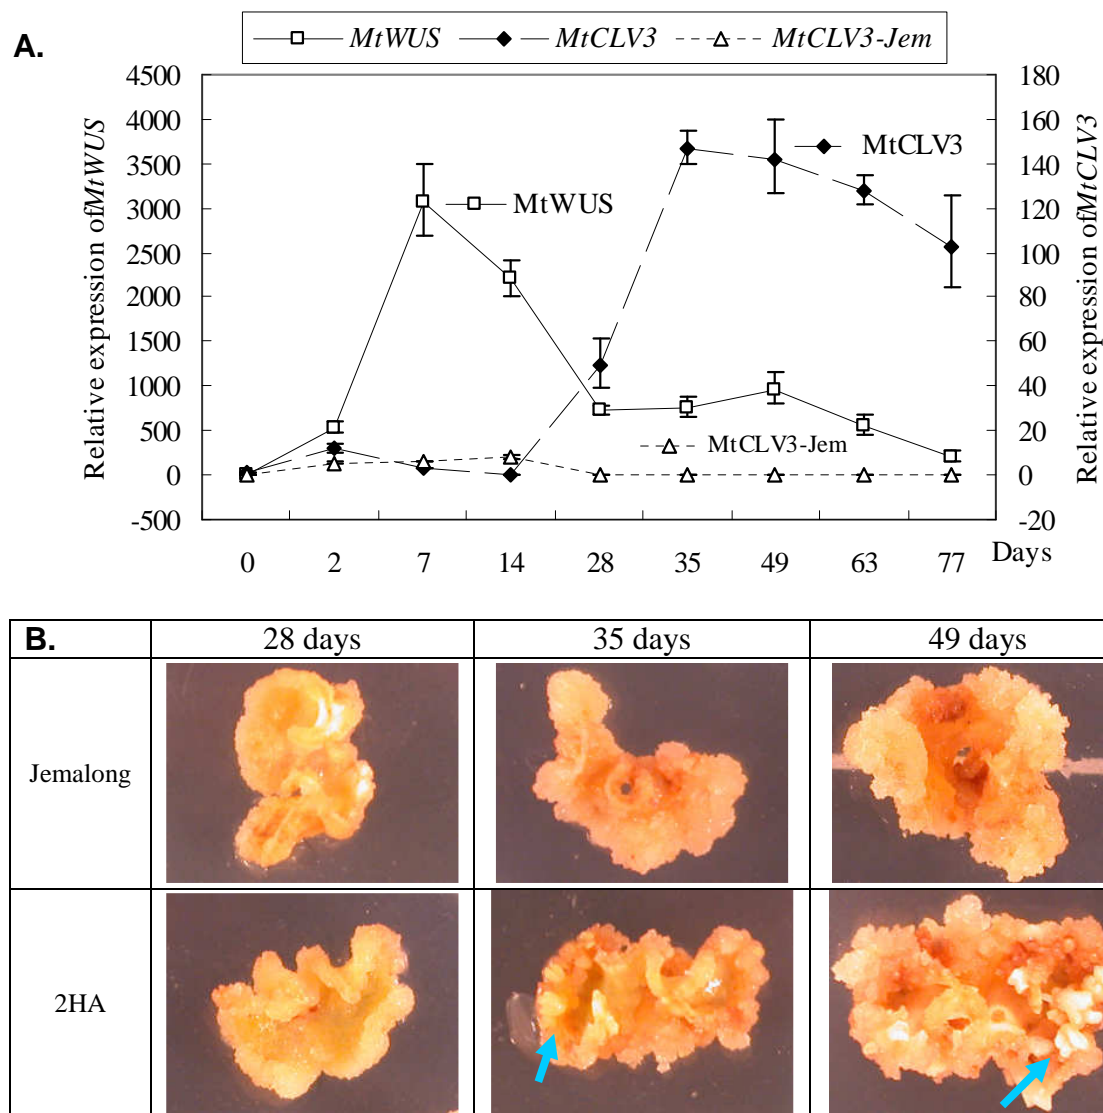 A.
MtWUS MtCLV3 MtCLV3-Jem
Relative expression ofMtWUS
4500
4000
3500
3000
2500
2000
1500
1000
500
0
-500
180
160
140
120
100
80
60
40
20
0
-20
Relative expression ofMtCLV3
MtCLV3
MtWUS
MtCLV3-Jem
0 2 7 14 28 35 49 63 77 Days
B. 28 days 35 days 49 days
Jemalong
2HA